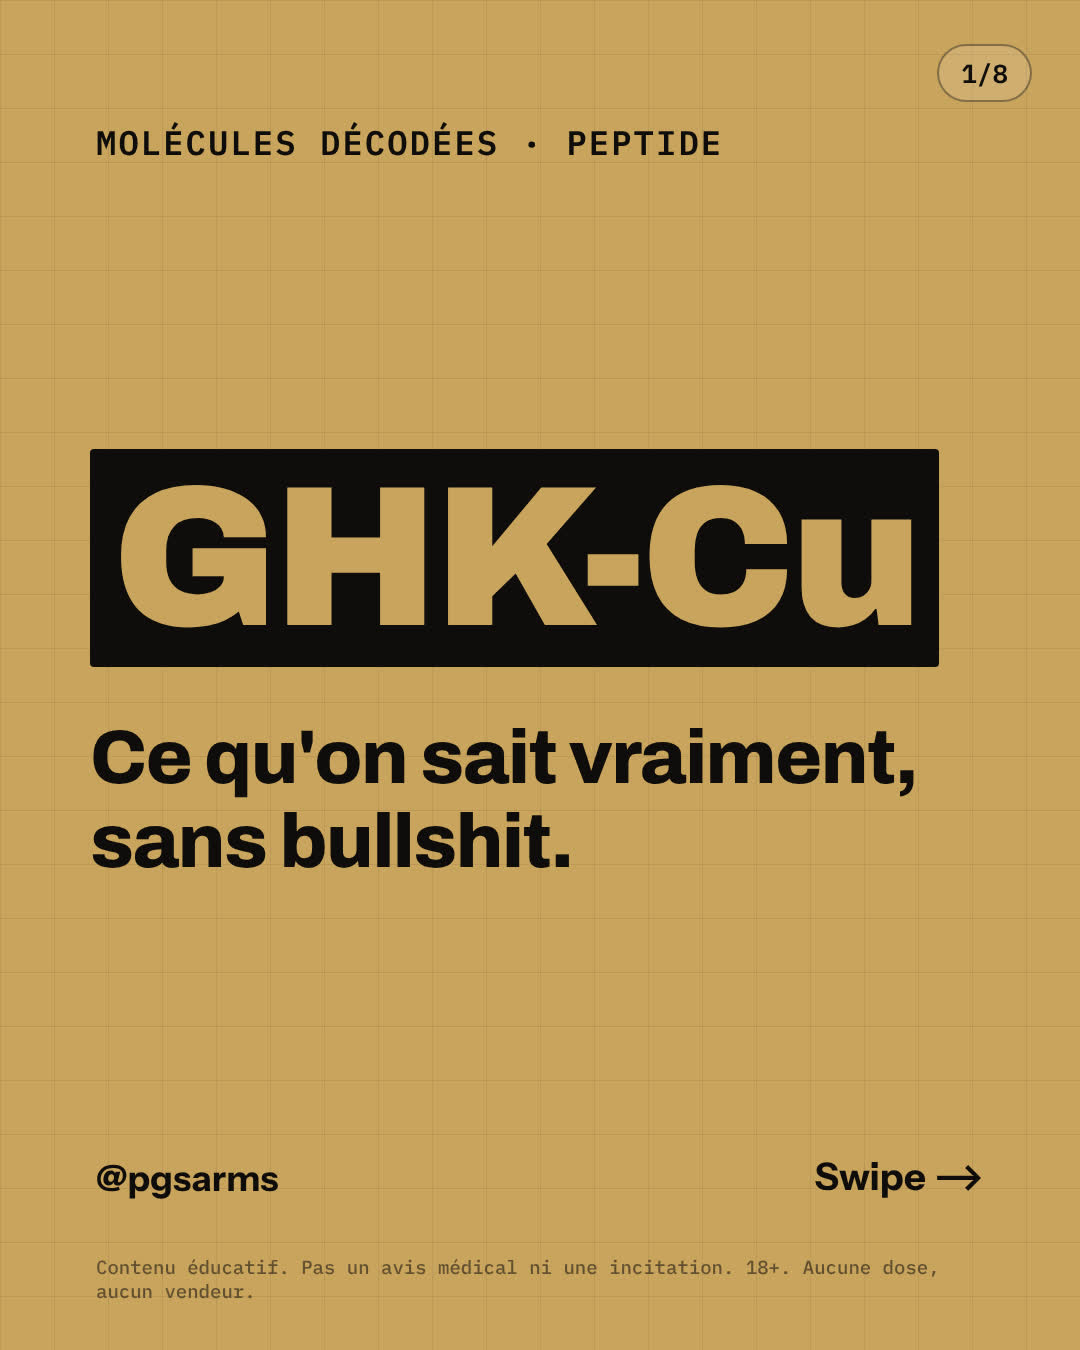 1/8
MOLÉCULES DÉCODÉES · PEPTIDE
GHK-Cu
Ce qu'on sait vraiment,
sans bullshit.
@pgsarms
Swipe →
Contenu éducatif. Pas un avis médical ni une incitation. 18+. Aucune dose,
aucun vendeur.